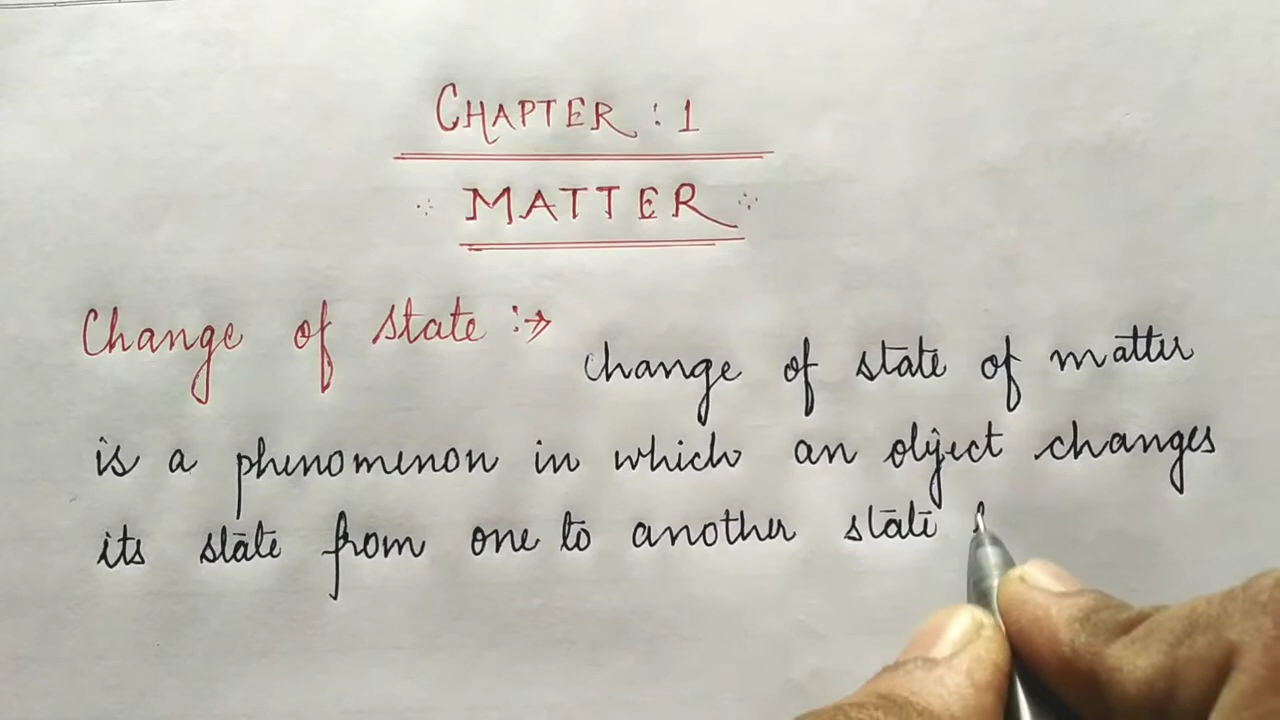 CHAPTER : 1
MATTER
Change of state :→ change of state of matter
is a phenomenon in which an object changes
its state from one to another state